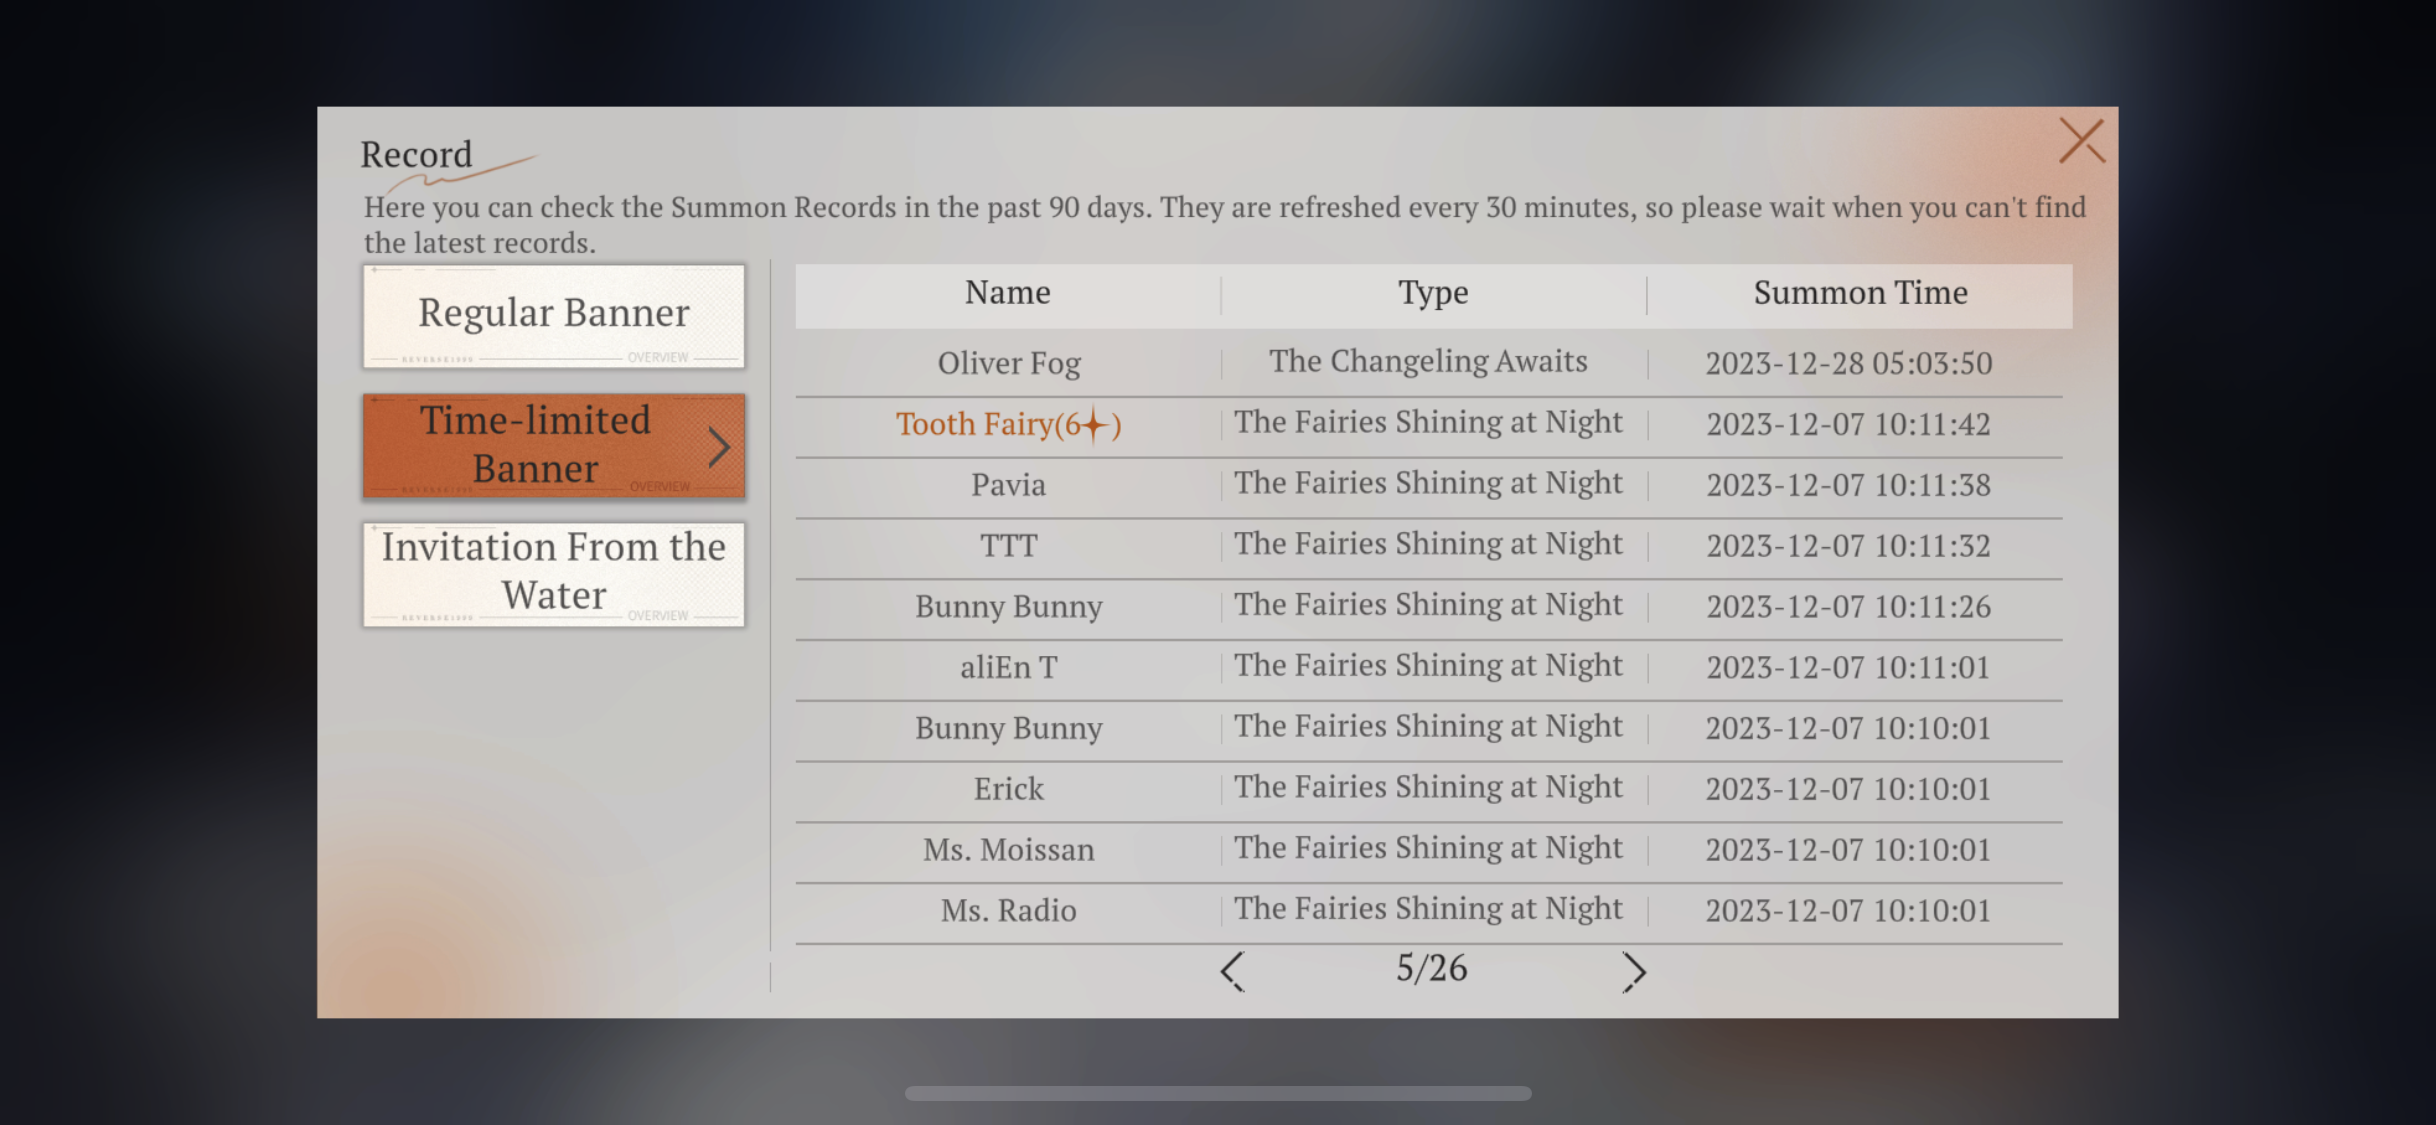 Record
Here you can check the Summon Records in the past 90 days. They are refreshed every 30 minutes, so please wait when you can't find
the latest records.
Regular Banner
REVERSE1999 OVERVIEW
Time-limited
Banner
REVERSE1999 OVERVIEW
Invitation From the
Water
REVERSE1999 OVERVIEW
Name Type Summon Time
Oliver Fog The Changeling Awaits 2023-12-28 05:03:50
Tooth Fairy(6✦) The Fairies Shining at Night 2023-12-07 10:11:42
Pavia The Fairies Shining at Night 2023-12-07 10:11:38
TTT The Fairies Shining at Night 2023-12-07 10:11:32
Bunny Bunny The Fairies Shining at Night 2023-12-07 10:11:26
aliEn T The Fairies Shining at Night 2023-12-07 10:11:01
Bunny Bunny The Fairies Shining at Night 2023-12-07 10:10:01
Erick The Fairies Shining at Night 2023-12-07 10:10:01
Ms. Moissan The Fairies Shining at Night 2023-12-07 10:10:01
Ms. Radio The Fairies Shining at Night 2023-12-07 10:10:01
5/26